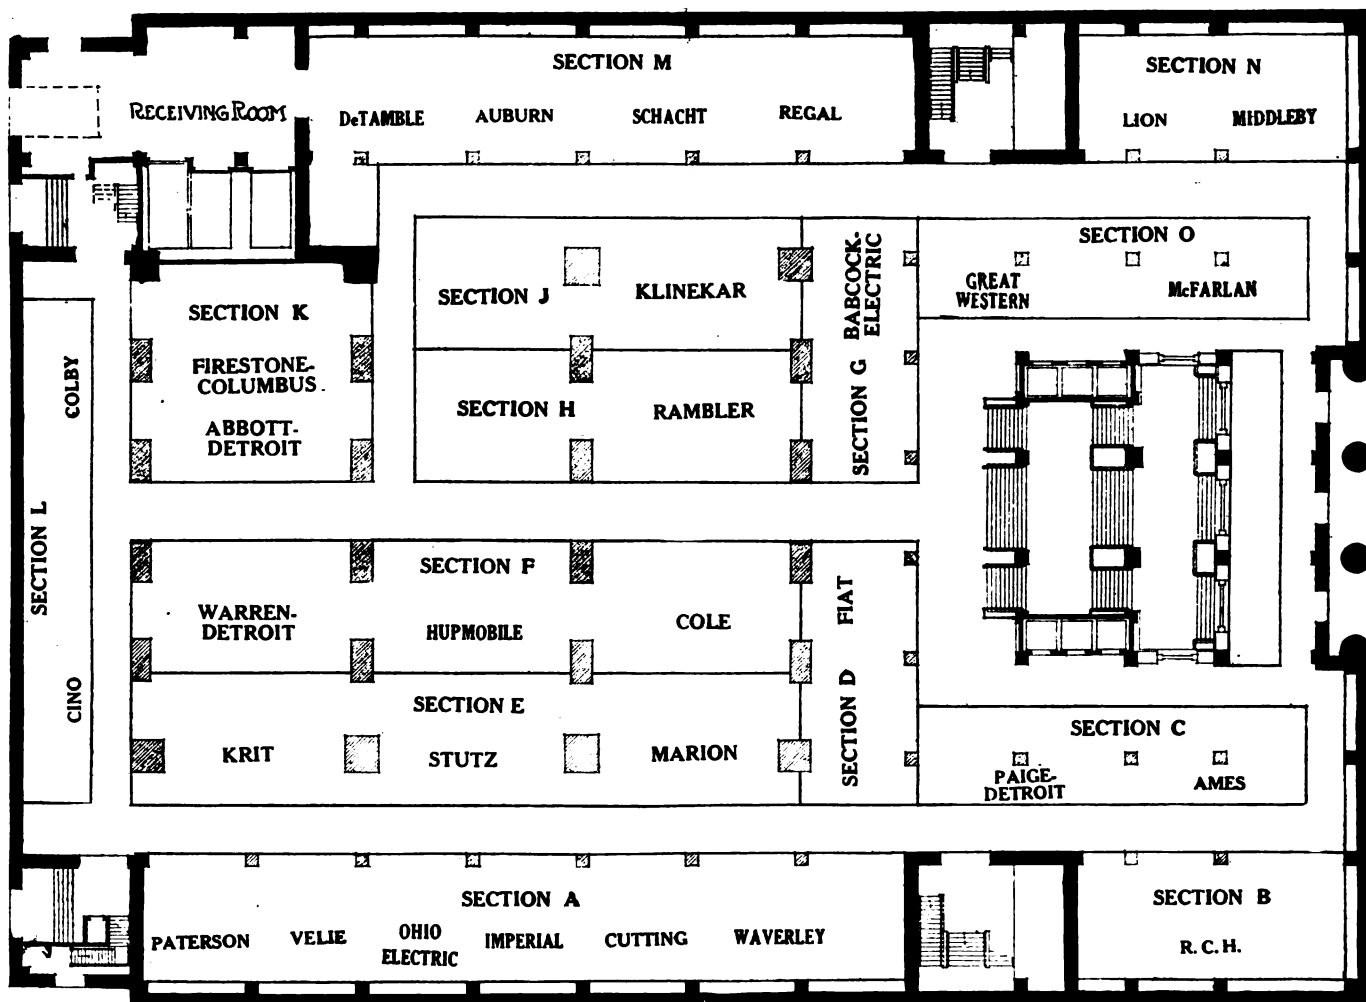 SECTION M
SECTION N
RECEIVING ROOM
DeTAMBLE
AUBURN
SCHACHT
REGAL
LION
MIDDLEBY
SECTION J
KLINEKAR
BABCOCK-
ELECTRIC
SECTION G
SECTION O
GREAT
WESTERN
McFARLAN
SECTION K
FIRESTONE-
COLUMBUS
ABBOTT-
DETROIT
SECTION H
RAMBLER
COLBY
SECTION L
CINO
SECTION F
WARREN-
DETROIT
HUPMOBILE
COLE
FIAT
SECTION D
SECTION E
KRIT
STUTZ
MARION
SECTION C
PAIGE-
DETROIT
AMES
SECTION A
PATERSON
VELIE
OHIO
ELECTRIC
IMPERIAL
CUTTING
WAVERLEY
SECTION B
R.C.H.